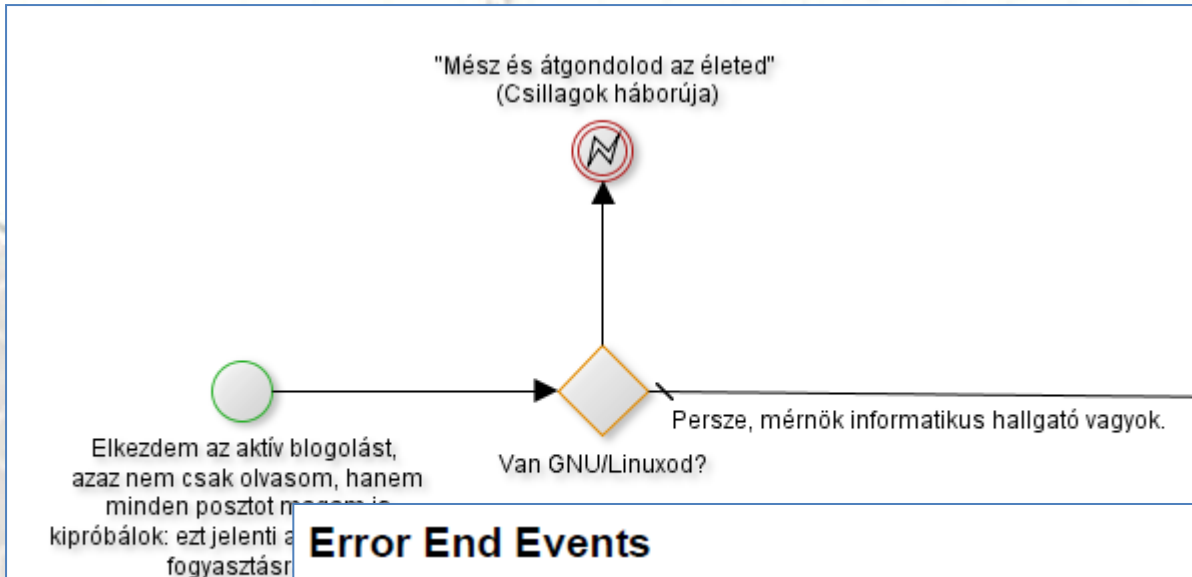 "Mész és átgondolod az életed"
(Csillagok háborúja)
Persze, mérnök informatikus hallgató vagyok.
Van GNU/Linuxod?
Elkezdem az aktív blogolást,
azaz nem csak olvasom, hanem
minden posztot
kipróbálok: ezt jelenti
Error End Events